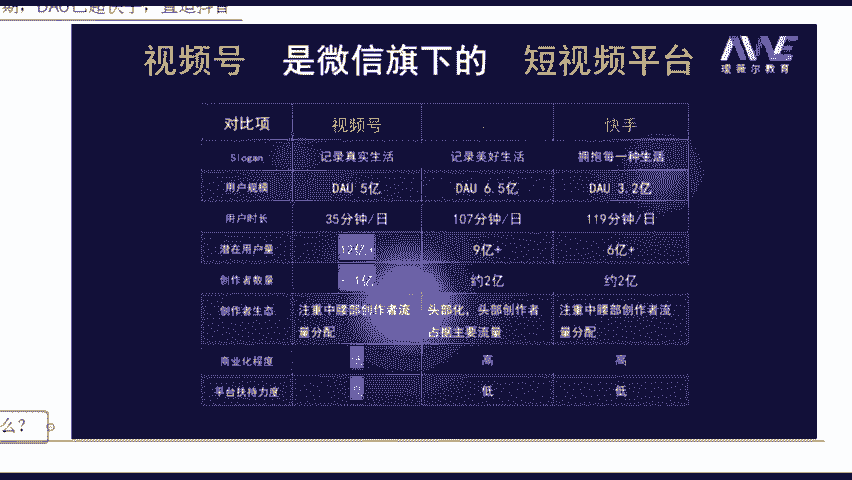 期，DAU已超快手，直追抖音
视频号 是微信旗下的 短视频平台
AWE
瑷薇尔教育
对比项 视频号 快手
Slogan 记录真实生活 记录美好生活 拥抱每一种生活
用户规模 DAU 5亿 DAU 6.5亿 DAU 3.2亿
用户时长 35分钟/日 107分钟/日 119分钟/日
潜在用户量 12亿+ 9亿+ 6亿+
创作者数量 1亿 约2亿 约2亿
创作者生态 注重中腰部创作者流量分配 头部化，头部创作者占据主要流量 注重中腰部创作者流量分配
商业化程度 高 高
平台扶持力度 低 低
么？